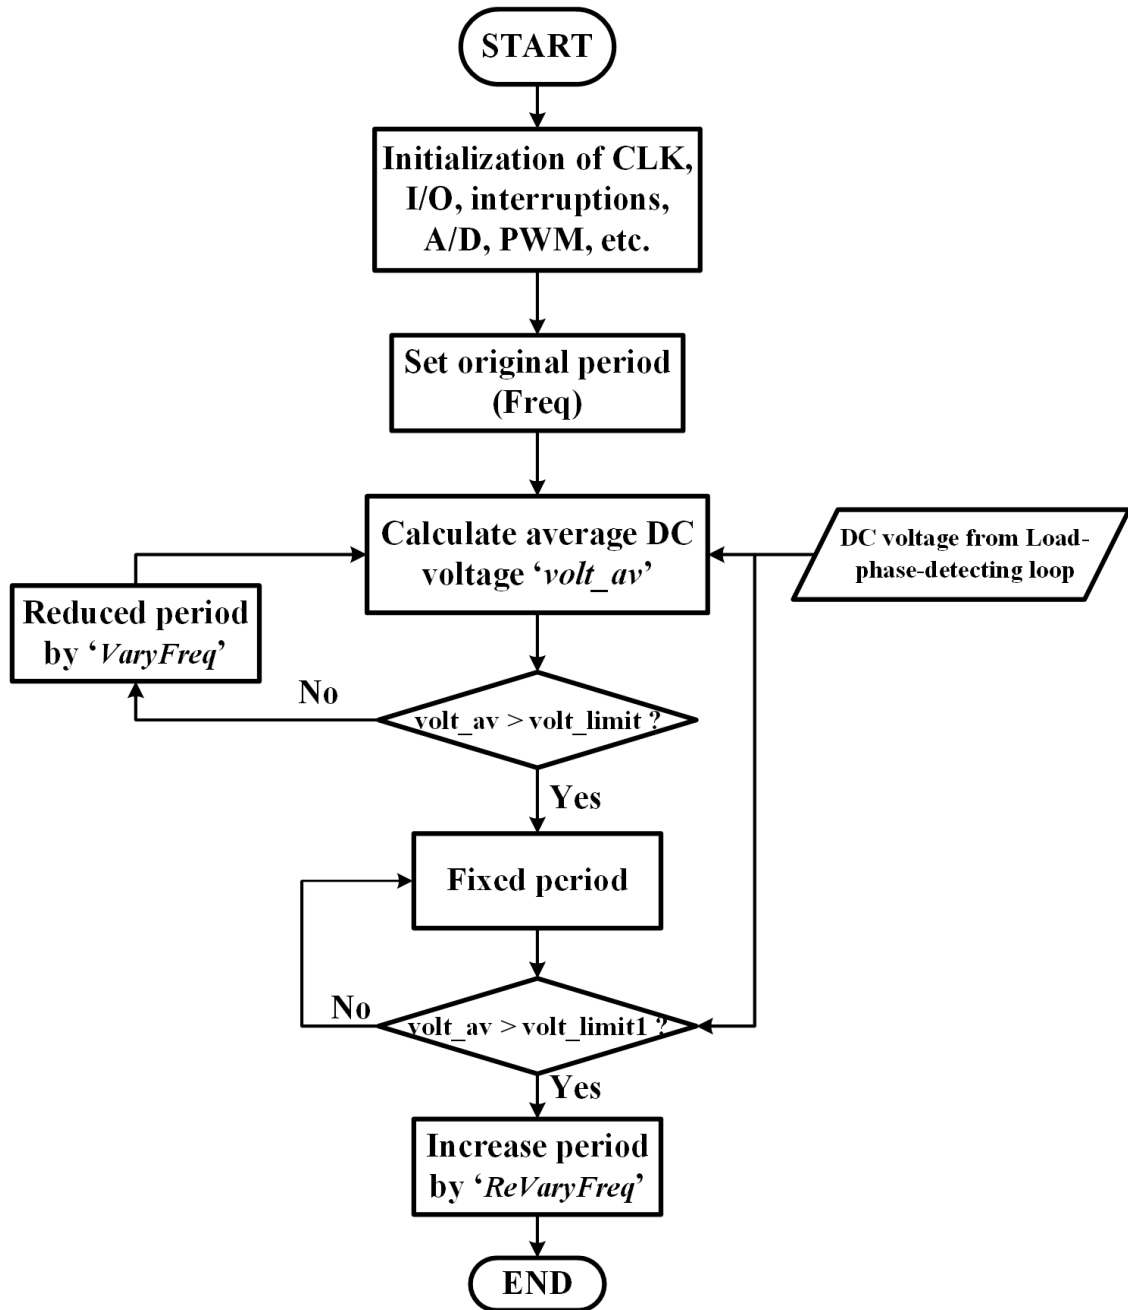 START
Initialization of CLK,
I/O, interruptions,
A/D, PWM, etc.
Set original period
(Freq)
Calculate average DC
voltage ‘volt_av’
DC voltage from Load-
phase-detecting loop
Reduced period
by ‘VaryFreq’
No
volt_av > volt_limit ?
Yes
Fixed period
No
volt_av > volt_limit1 ?
Yes
Increase period
by ‘ReVaryFreq’
END